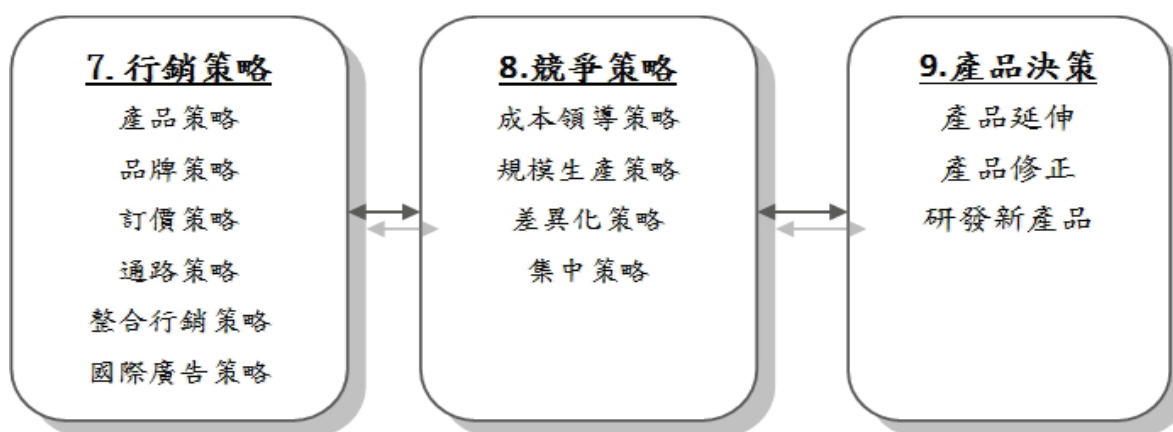 7. 行銷策略
產品策略
品牌策略
訂價策略
通路策略
整合行銷策略
國際廣告策略
8.競爭策略
成本領導策略
規模生產策略
差異化策略
集中策略
9.產品決策
產品延伸
產品修正
研發新產品